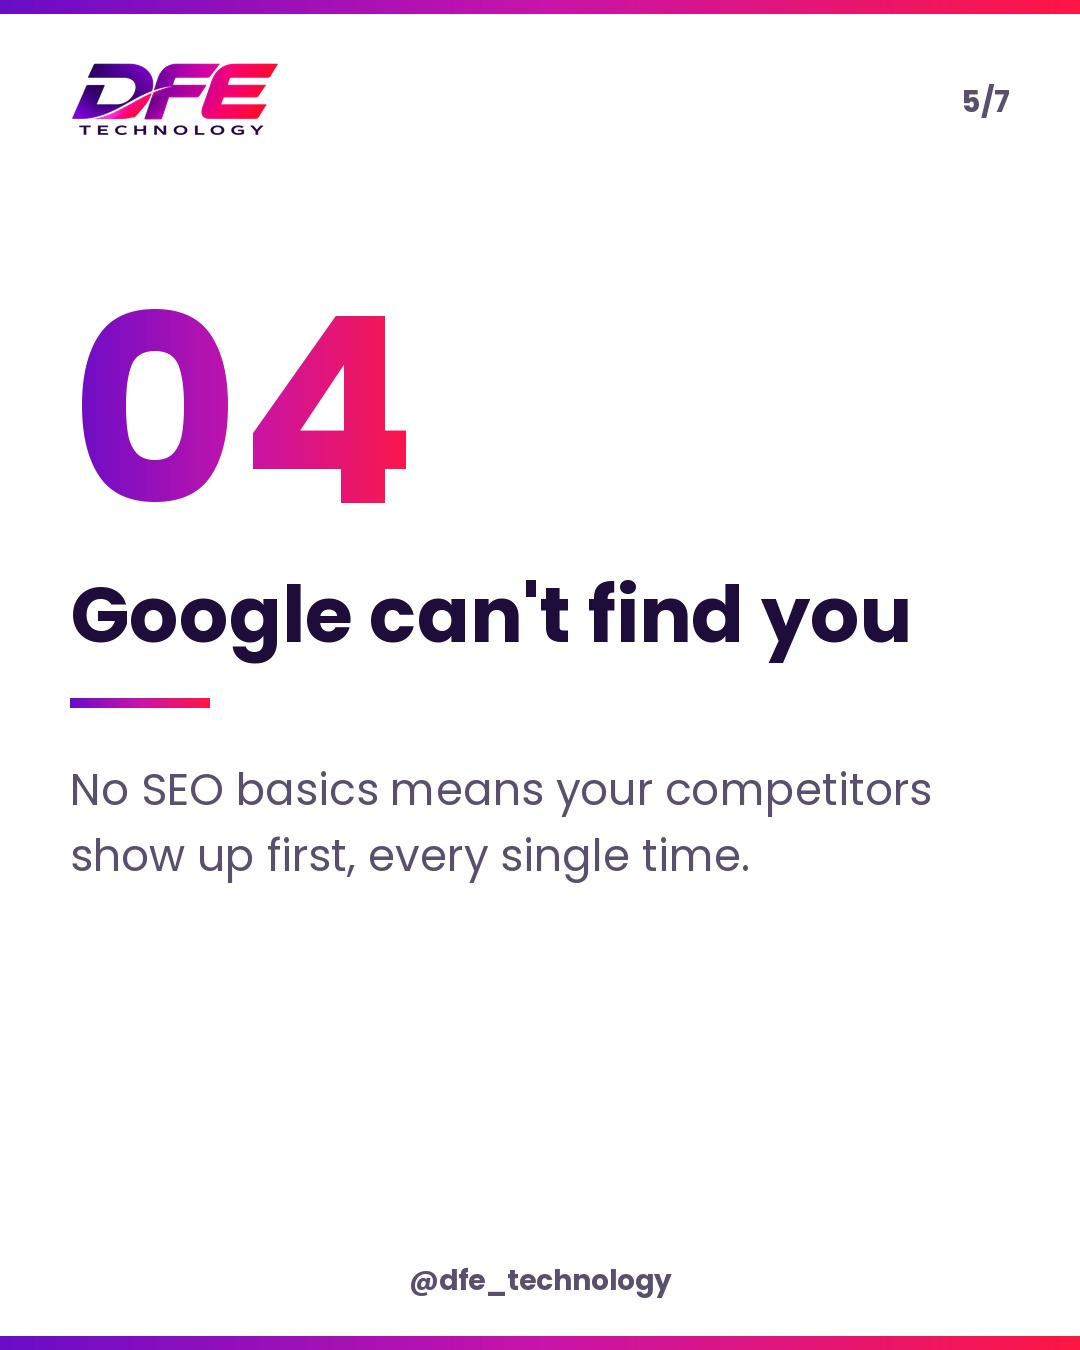 DFE
TECHNOLOGY
5/7
04
Google can't find you
No SEO basics means your competitors
show up first, every single time.
@dfe_technology